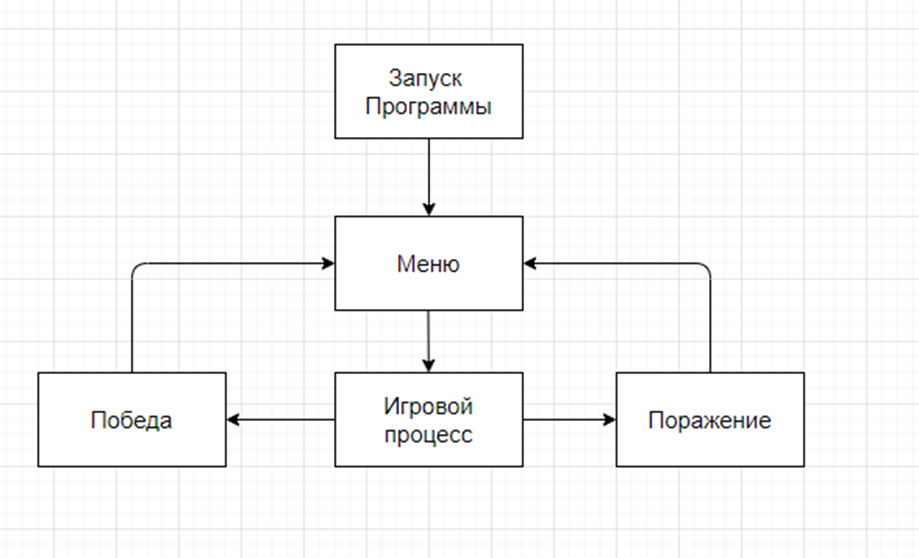 Запуск
Программы
Меню
Победа
Игровой
процесс
Поражение